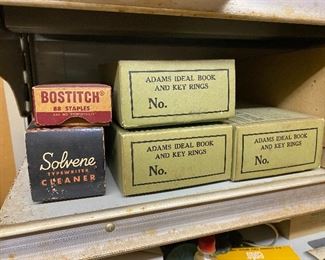 BOSTITCH®
B8 STAPLES
Solvene
TYPEWRITER
CLEANER
ADAMS IDEAL BOOK
AND KEY RINGS
No.
ADAMS IDEAL BOOK
AND KEY RINGS
No.
ADAMS IDEAL BOOK
AND KEY RINGS
No.